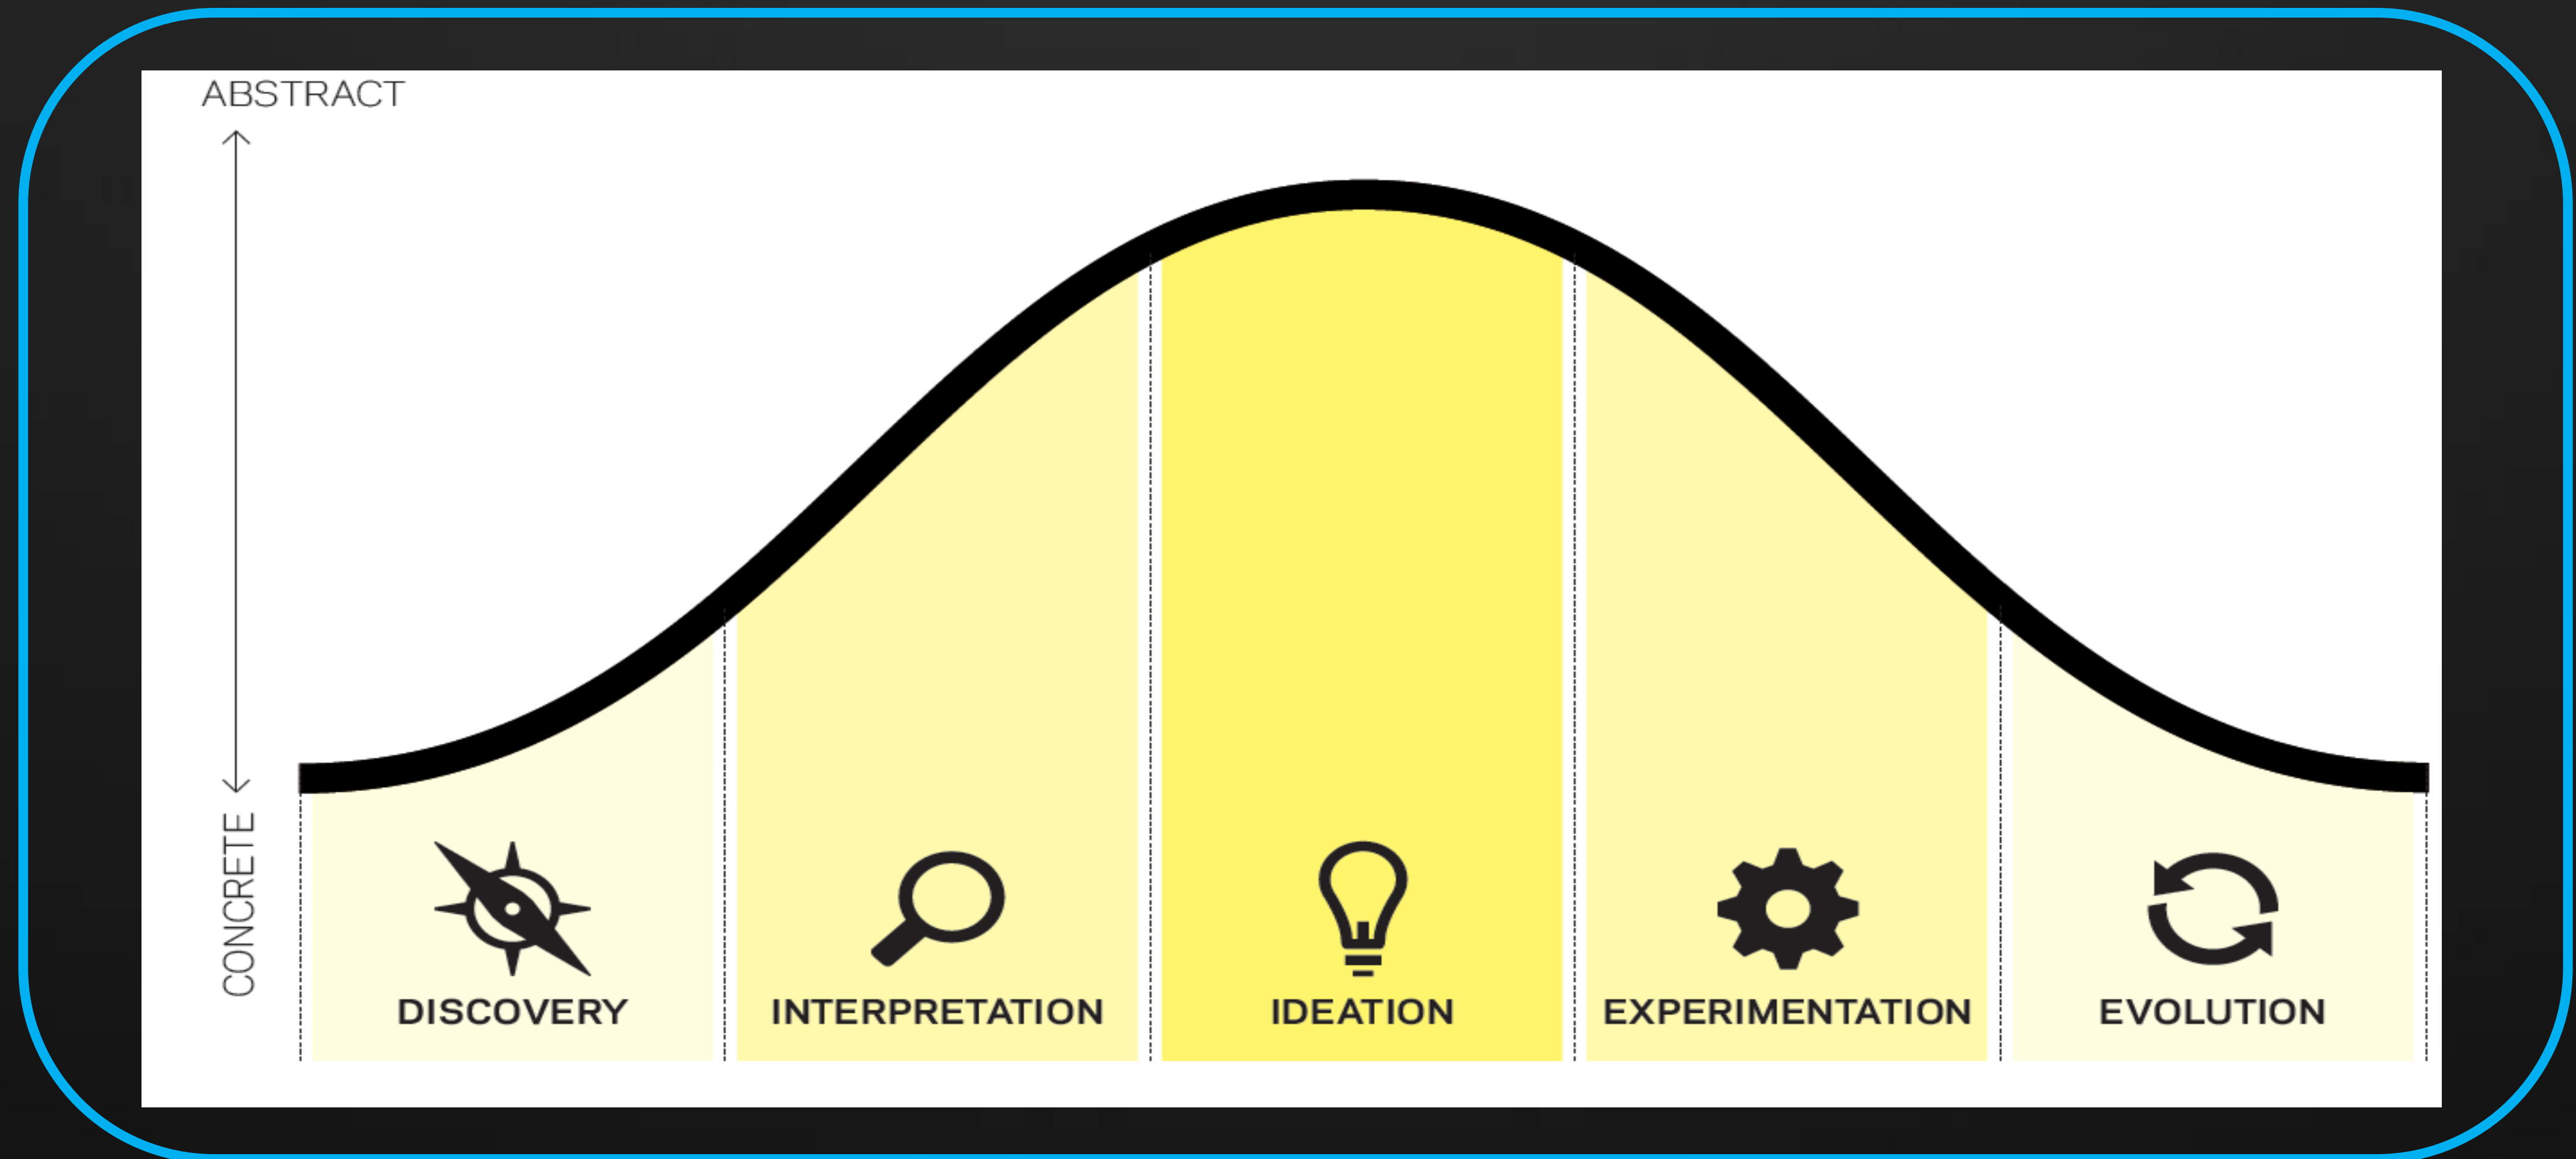 ABSTRACT
CONCRETE
DISCOVERY
INTERPRETATION
IDEATION
EXPERIMENTATION
EVOLUTION